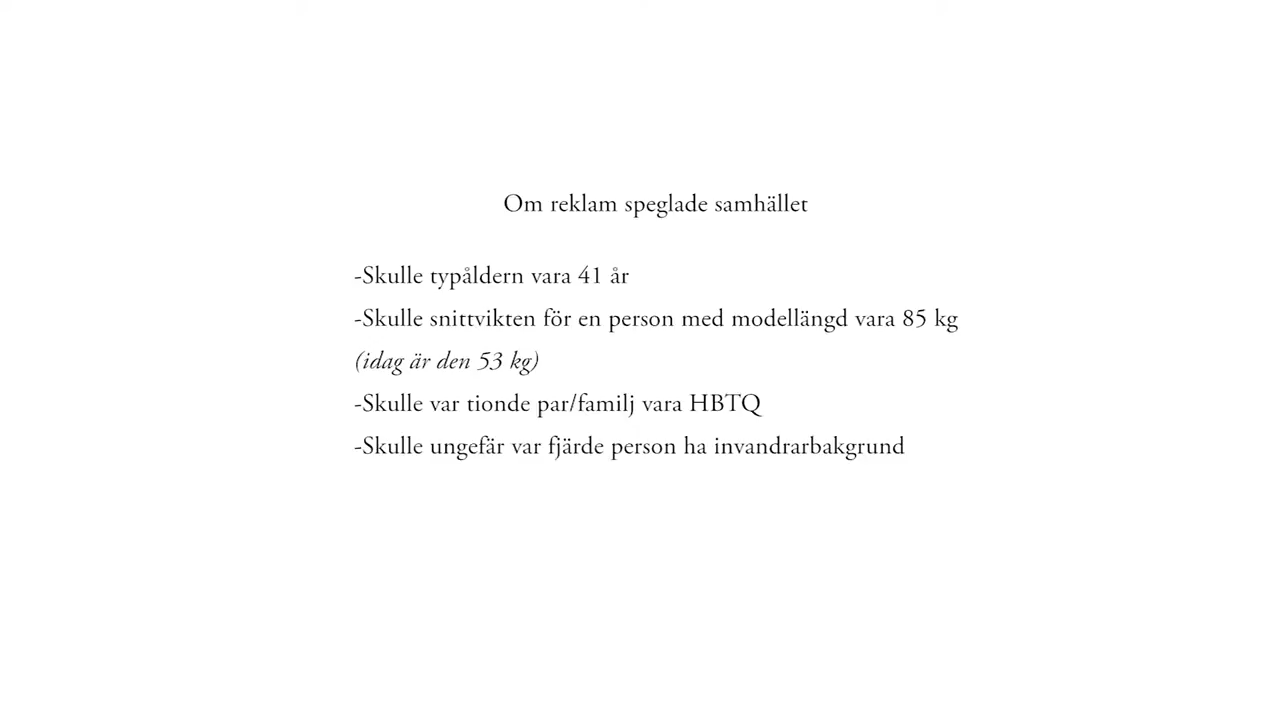 Om reklam speglade samhället
-Skulle typåldern vara 41 år
-Skulle snittvikten för en person med modellängd vara 85 kg
(idag är den 53 kg)
-Skulle var tionde par/familj vara HBTQ
-Skulle ungefär var fjärde person ha invandrarbakgrund